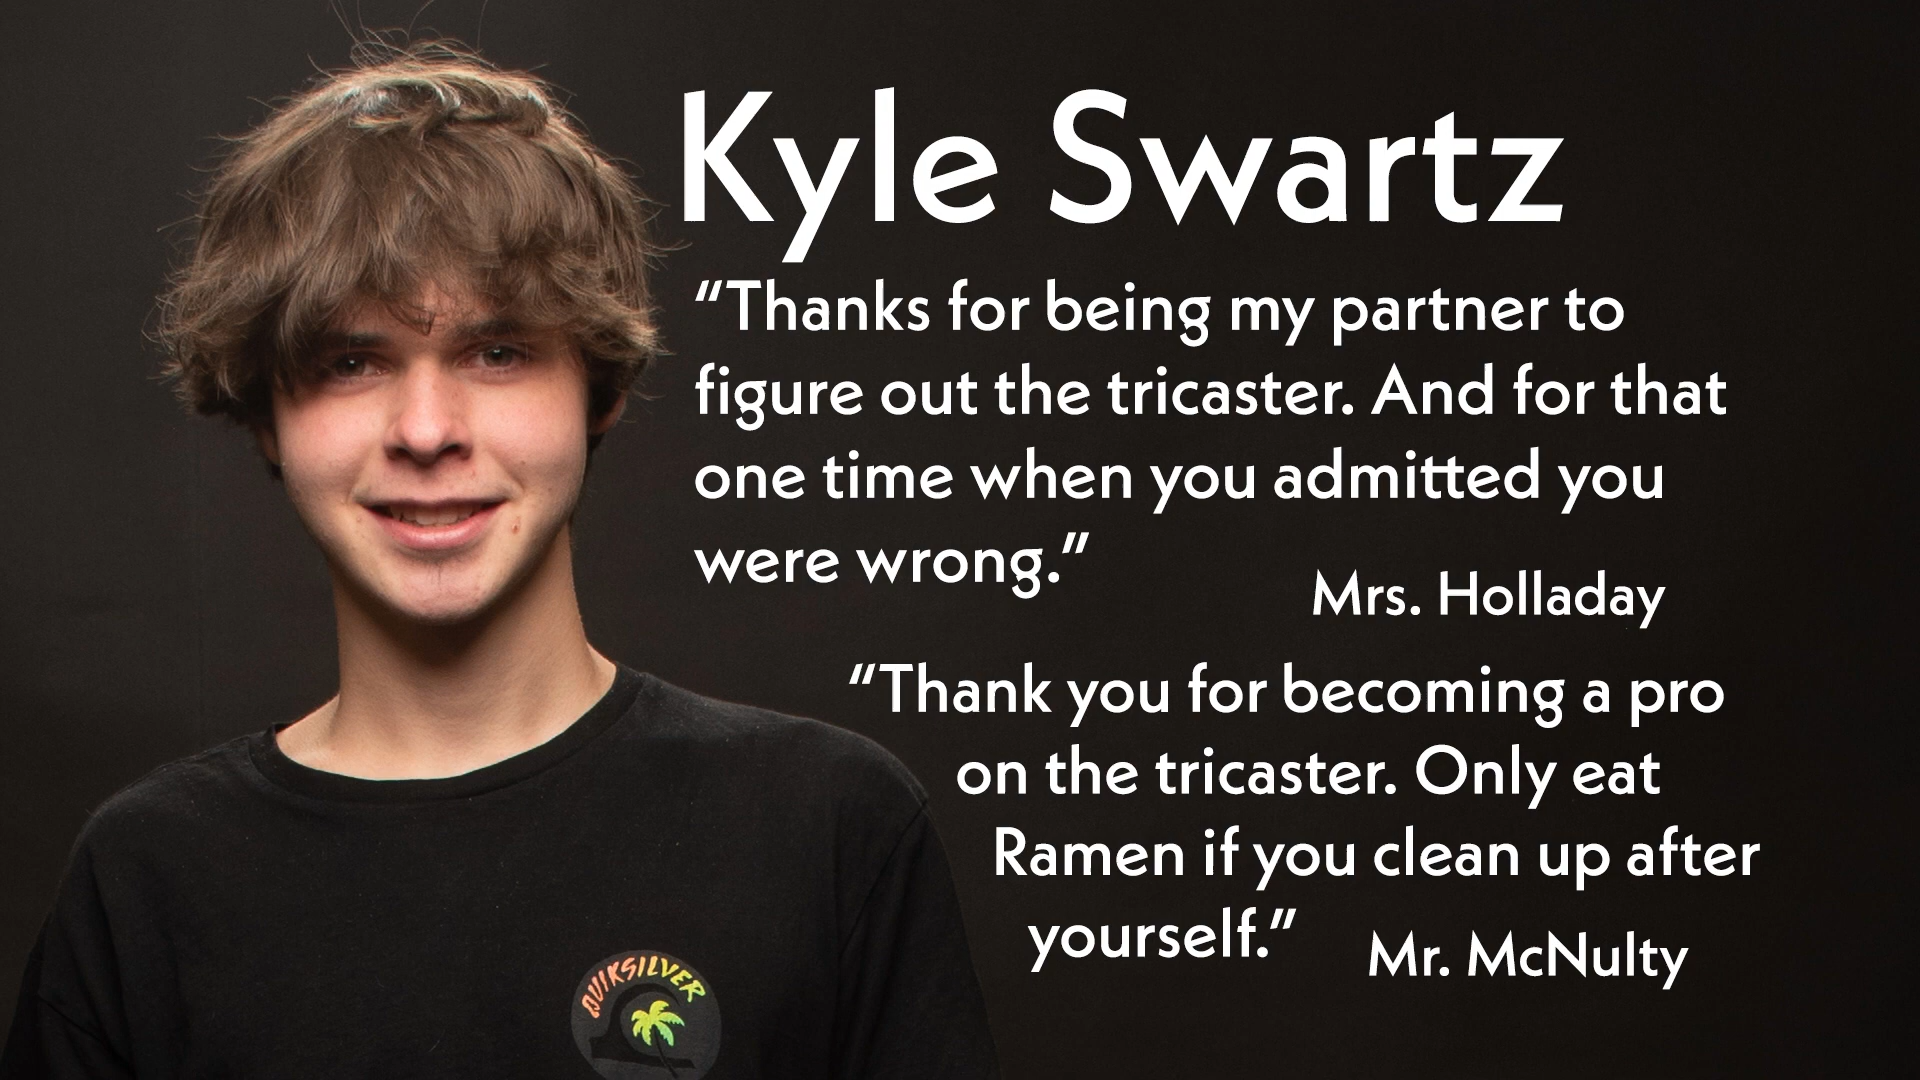 Kyle Swartz
“Thanks for being my partner to
figure out the tricaster. And for that
one time when you admitted you
were wrong.”
Mrs. Holladay
“Thank you for becoming a pro
on the tricaster. Only eat
Ramen if you clean up after
yourself.”
Mr. McNulty
QUIKSILVER